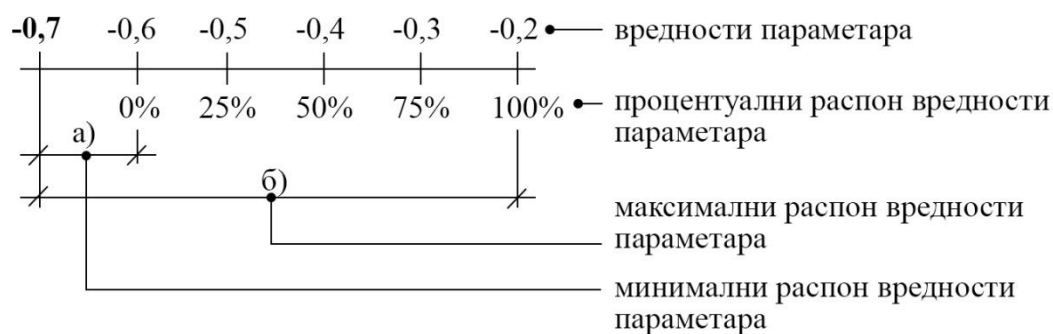 -0,7 -0,6 -0,5 -0,4 -0,3 -0,2 вредности параметара
0% 25% 50% 75% 100% процентуални распон вредности
параметара
а)
б)
максимални распон вредности
параметара
минимални распон вредности
параметара